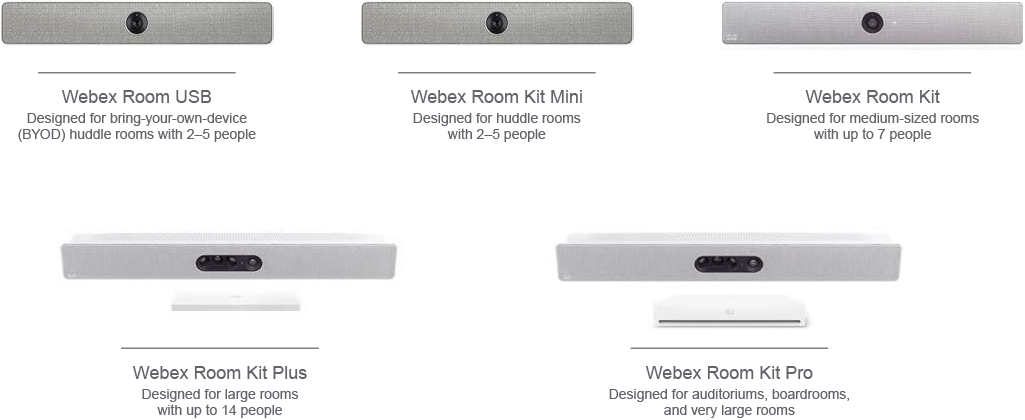 Webex Room USB
Designed for bring-your-own-device
(BYOD) huddle rooms with 2–5 people
Webex Room Kit Mini
Designed for huddle rooms
with 2–5 people
Webex Room Kit
Designed for medium-sized rooms
with up to 7 people
Webex Room Kit Plus
Designed for large rooms
with up to 14 people
Webex Room Kit Pro
Designed for auditoriums, boardrooms,
and very large rooms